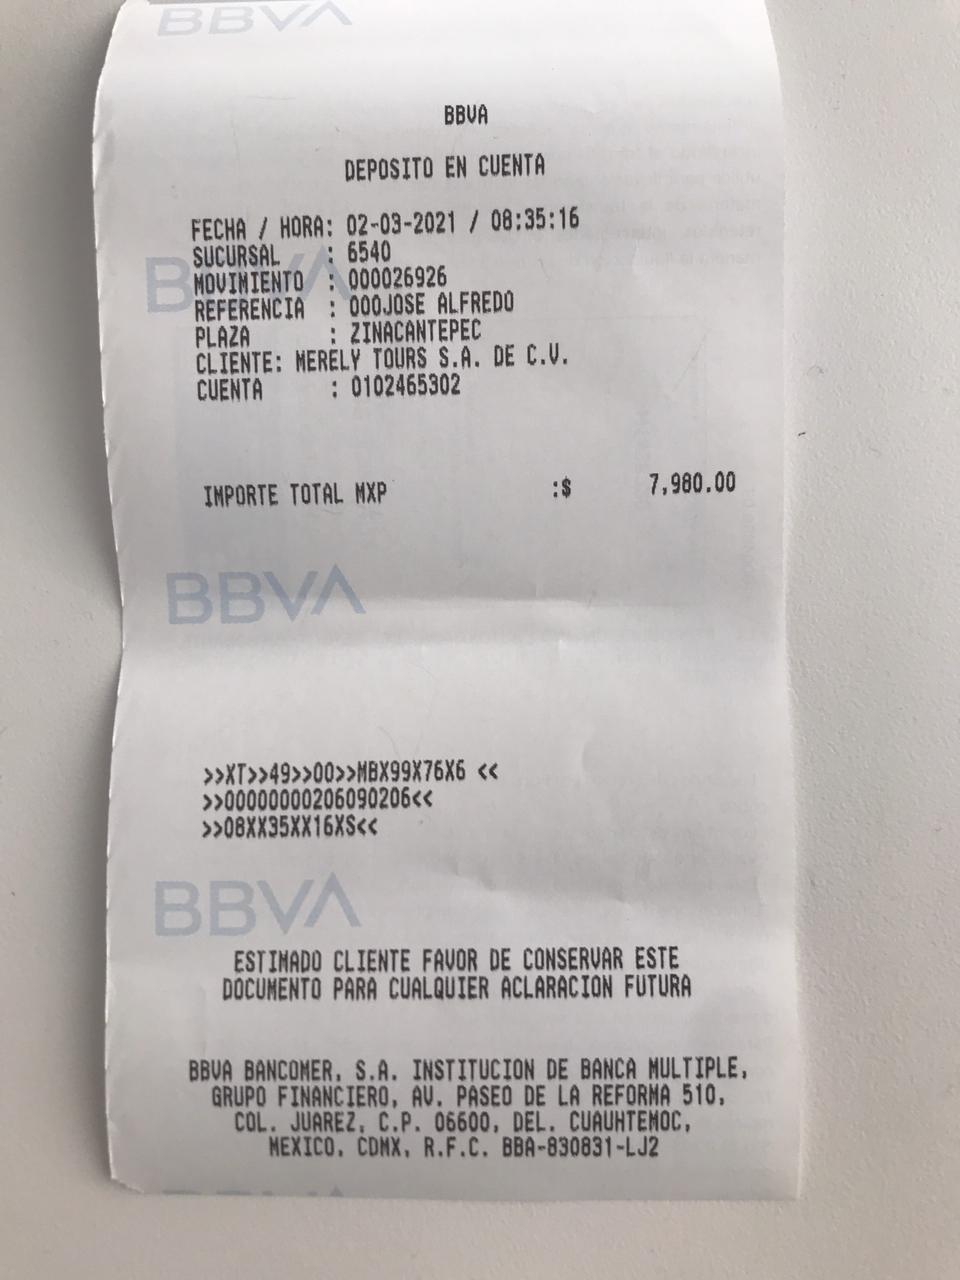 BBVA
BBVA
DEPOSITO EN CUENTA
FECHA / HORA: 02-03-2021 / 08:35:16
SUCURSAL : 6540
MOVIMIENTO : 000026926
REFERENCIA : 000JOSE ALFREDO
PLAZA : ZINACANTEPEC
CLIENTE: MERELY TOURS S.A. DE C.V.
CUENTA : 0102465302
BBVA
IMPORTE TOTAL MXP :$ 7,980.00
BBVA
>>XT>>49>>00>>MBX99X76X6 <<
>>00000000206090206<<
>>08XX35XX16XS<<
BBVA
ESTIMADO CLIENTE FAVOR DE CONSERVAR ESTE
DOCUMENTO PARA CUALQUIER ACLARACION FUTURA
BBVA BANCOMER, S.A. INSTITUCION DE BANCA MULTIPLE,
GRUPO FINANCIERO, AV. PASEO DE LA REFORMA 510,
COL. JUAREZ, C.P. 06600, DEL. CUAUHTEMOC,
MEXICO, CDMX, R.F.C. BBA-830831-LJ2